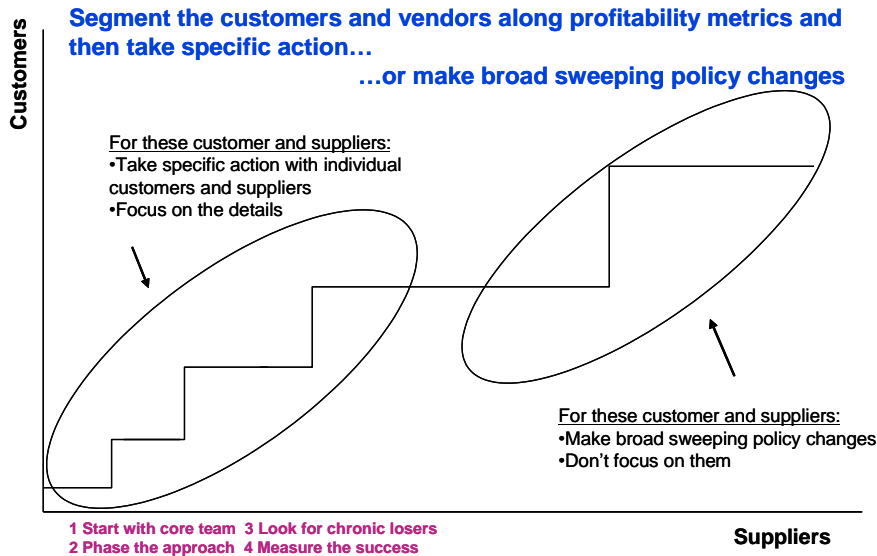 Segment the customers and vendors along profitability metrics and
then take specific action…
…or make broad sweeping policy changes
Customers
For these customer and suppliers:
•Take specific action with individual
customers and suppliers
•Focus on the details
For these customer and suppliers:
•Make broad sweeping policy changes
•Don’t focus on them
1 Start with core team 3 Look for chronic losers
2 Phase the approach 4 Measure the success
Suppliers